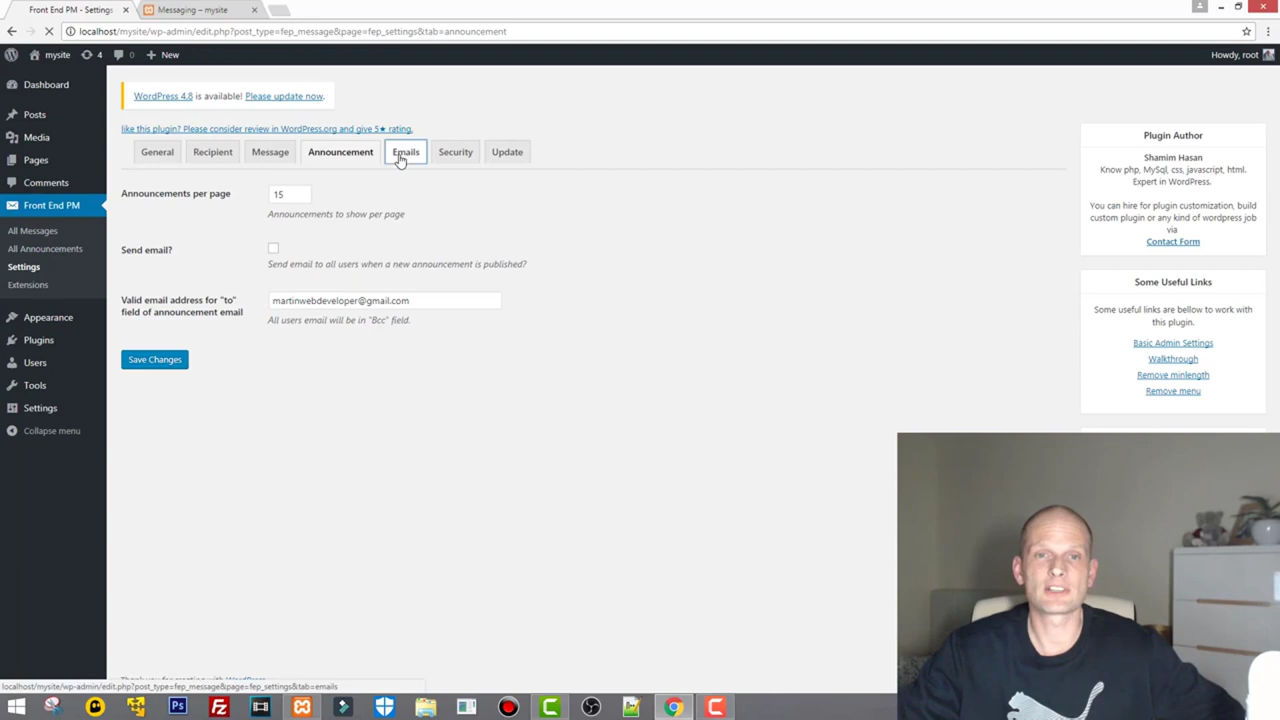 Front End PM - Settings
Messaging – mysite
localhost/mysite/wp-admin/edit.php?post_type=fep_message&page=fep_settings&tab=announcement
mysite
4
0
New
Howdy, root
Dashboard
Posts
Media
Pages
Comments
Front End PM
All Messages
All Announcements
Settings
Extensions
Appearance
Plugins
Users
Tools
Settings
Collapse menu
WordPress 4.8 is available! Please update now.
like this plugin? Please consider review in WordPress.org and give 5★ rating.
General
Recipient
Message
Announcement
Emails
Security
Update
Announcements per page
15
Announcements to show per page
Send email?
Send email to all users when a new announcement is published?
Valid email address for "to"
field of announcement email
martinwebdeveloper@gmail.com
All users email will be in "Bcc" field.
Save Changes
Plugin Author
Shamim Hasan
Know php, MySql, css, javascript, html.
Expert in WordPress.
You can hire for plugin customization, build
custom plugin or any kind of wordpress job
via
Contact Form
Some Useful Links
Some useful links are bellow to work with
this plugin.
Basic Admin Settings
Walkthrough
Remove minlength
Remove menu
localhost/mysite/wp-admin/edit.php?post_type=fep_message&page=fep_settings&tab=emails
Ps